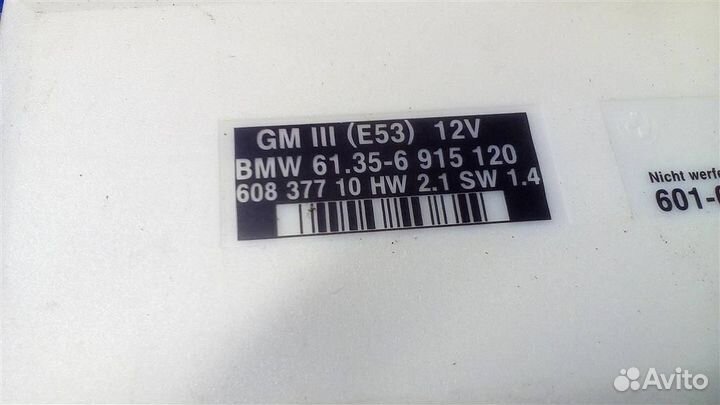 GM III (E53) 12V
BMW 61.35-6 915 120
608 377 10 HW 2.1 SW 1.4
Nicht werfe
601-
Avito